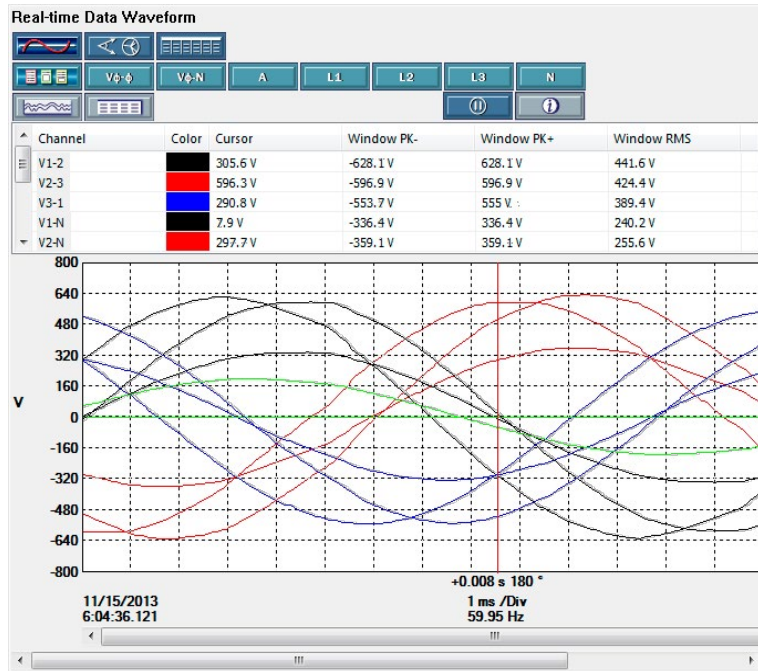 Real-time Data Waveform
Vϕ-ϕ Vϕ-N A L1 L2 L3 N
Channel Color Cursor Window PK- Window PK+ Window RMS
V1-2 305.6 V -628.1 V 628.1 V 441.6 V
V2-3 596.3 V -596.9 V 596.9 V 424.4 V
V3-1 290.8 V -553.7 V 555 V 389.4 V
V1-N 7.9 V -336.4 V 336.4 V 240.2 V
V2-N 297.7 V -359.1 V 359.1 V 255.6 V
800
640
480
320
160
V
0
-160
-320
-480
-640
-800
+0.008 s 180 °
11/15/2013 1 ms /Div
6:04:36.121 59.95 Hz